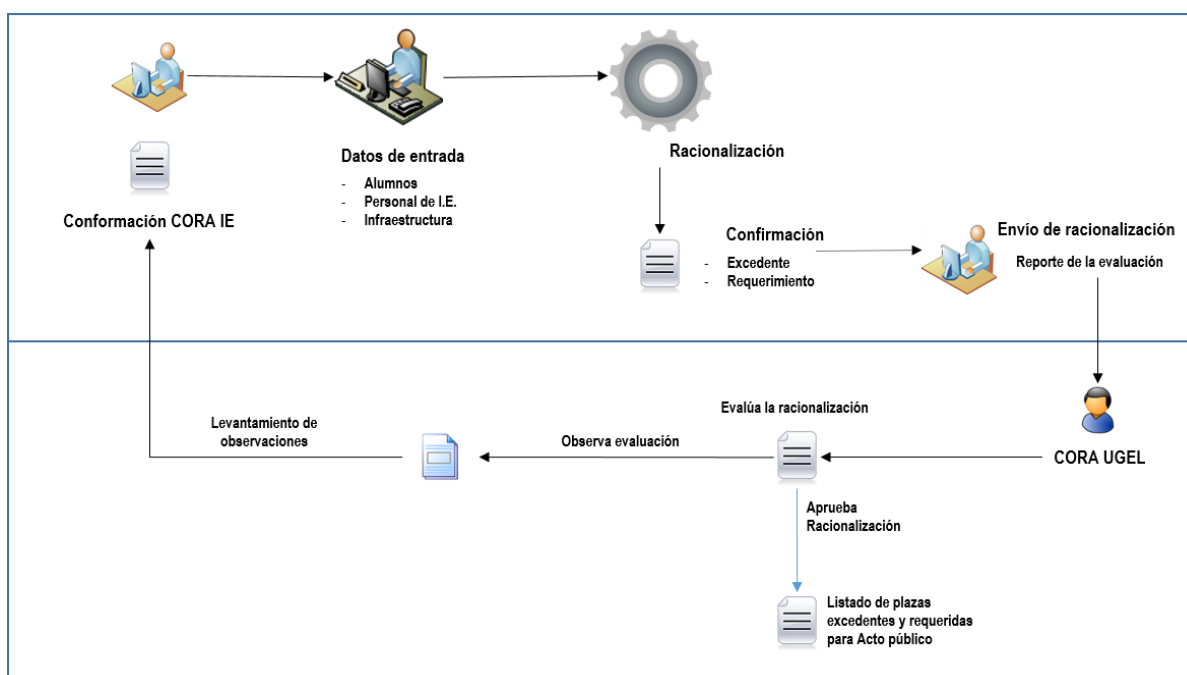 Conformación CORA IE
Datos de entrada
- Alumnos
- Personal de I.E.
- Infraestructura
Racionalización
Confirmación
- Excedente
- Requerimiento
Envío de racionalización
Reporte de la evaluación
CORA UGEL
Evalúa la racionalización
Observa evaluación
Levantamiento de
observaciones
Aprueba
Racionalización
Listado de plazas
excedentes y requeridas
para Acto público